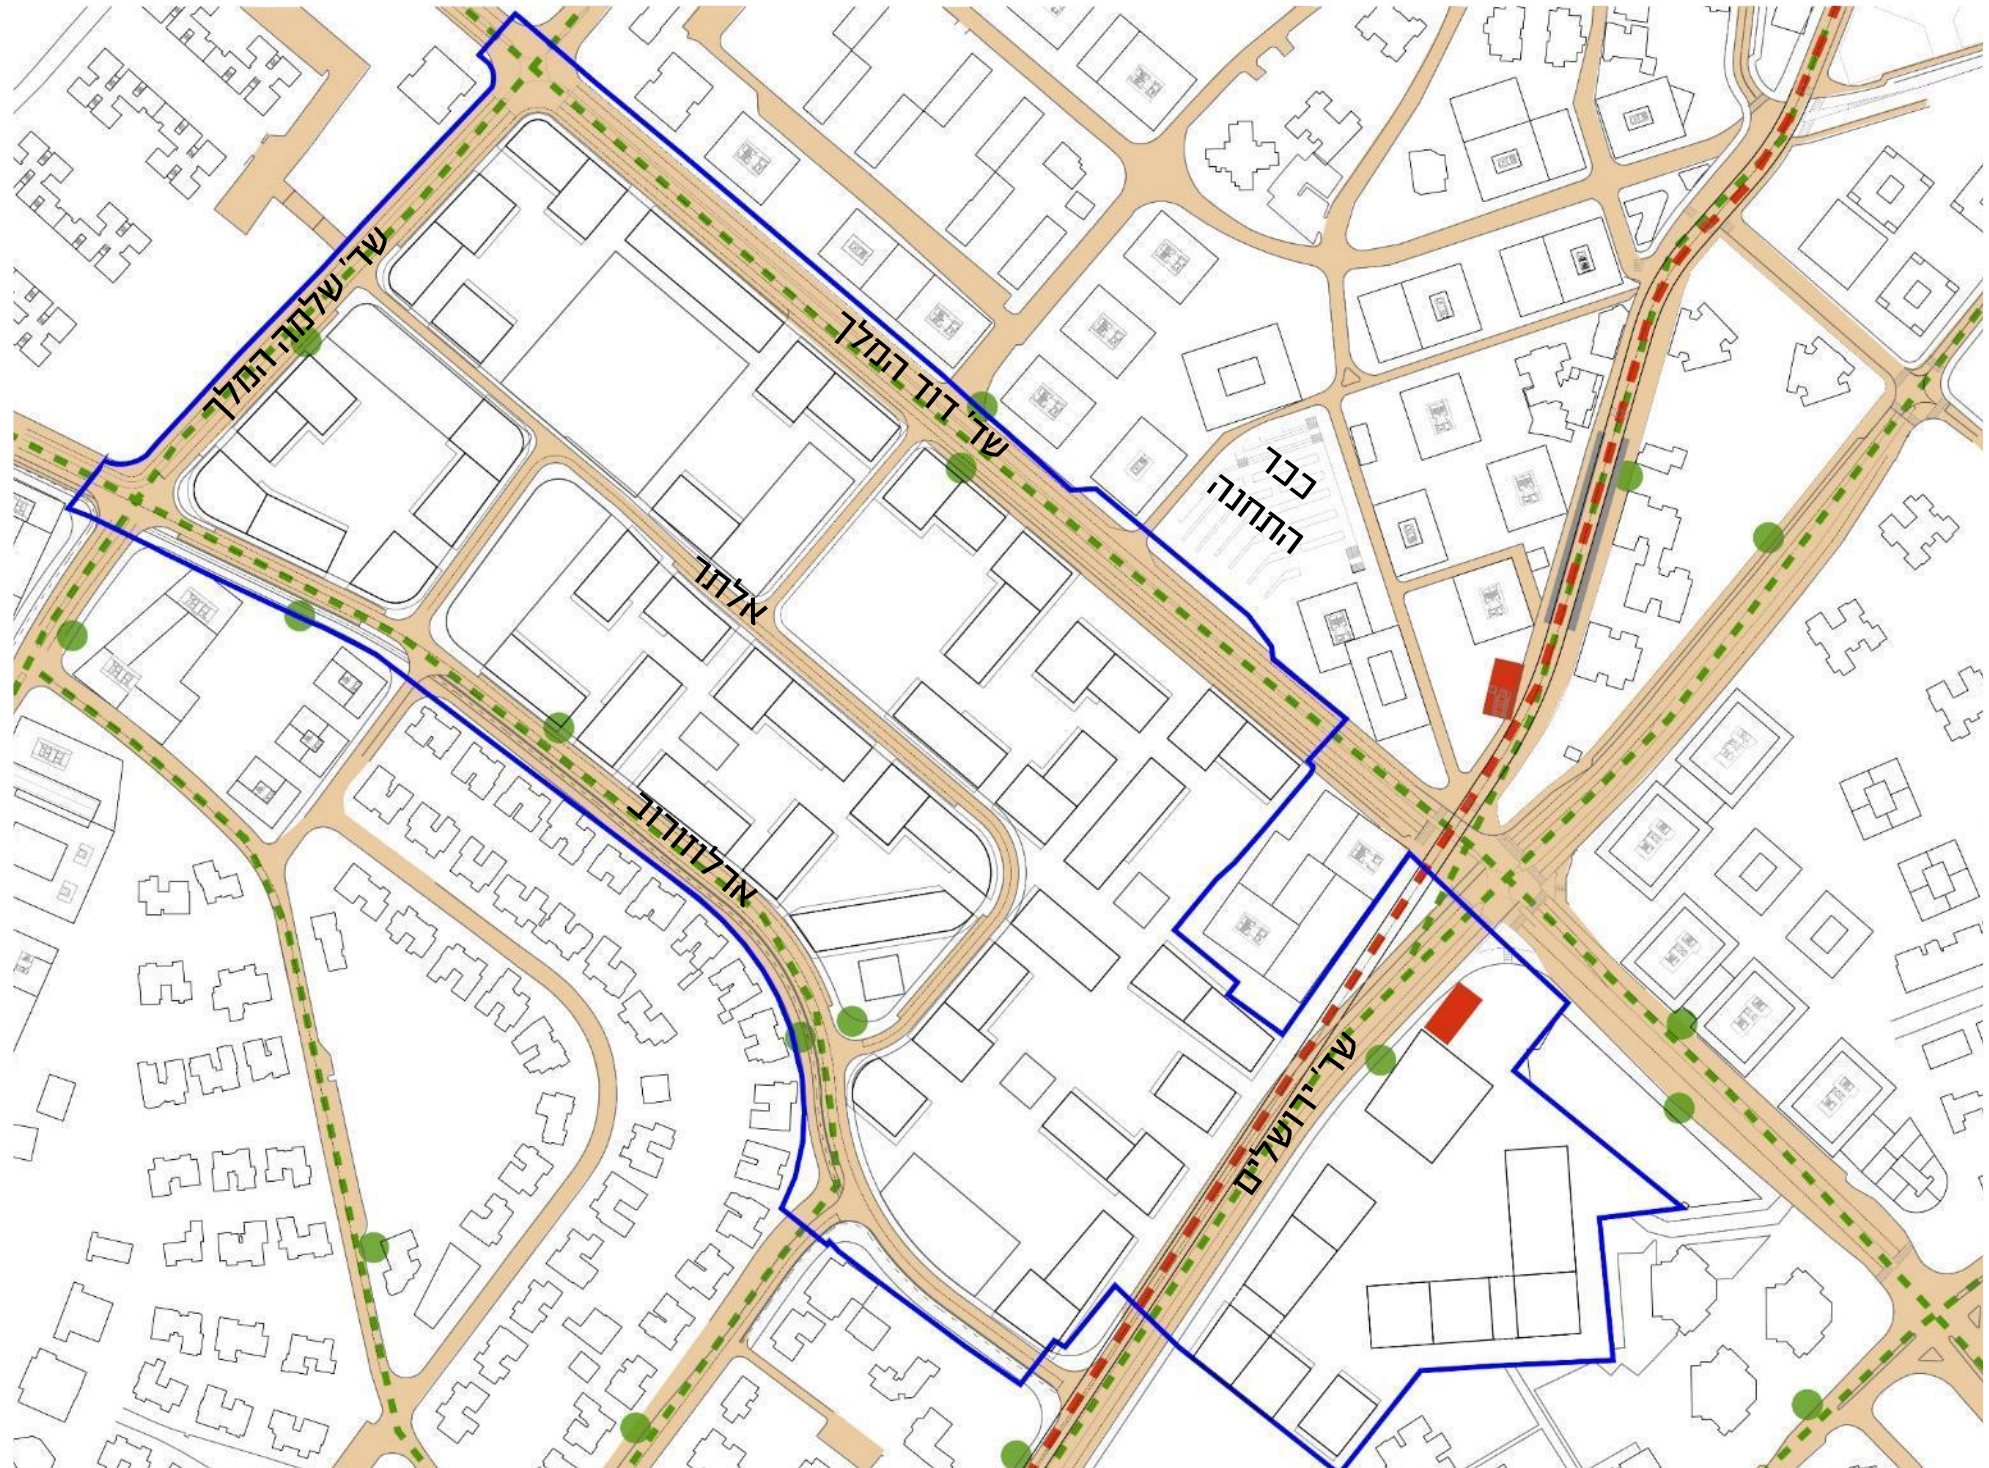 שד' שלמה המלך
שד' דוד המלך
ככר
התחנה
אלתר
ארלוזורוב
שד' ירושלים